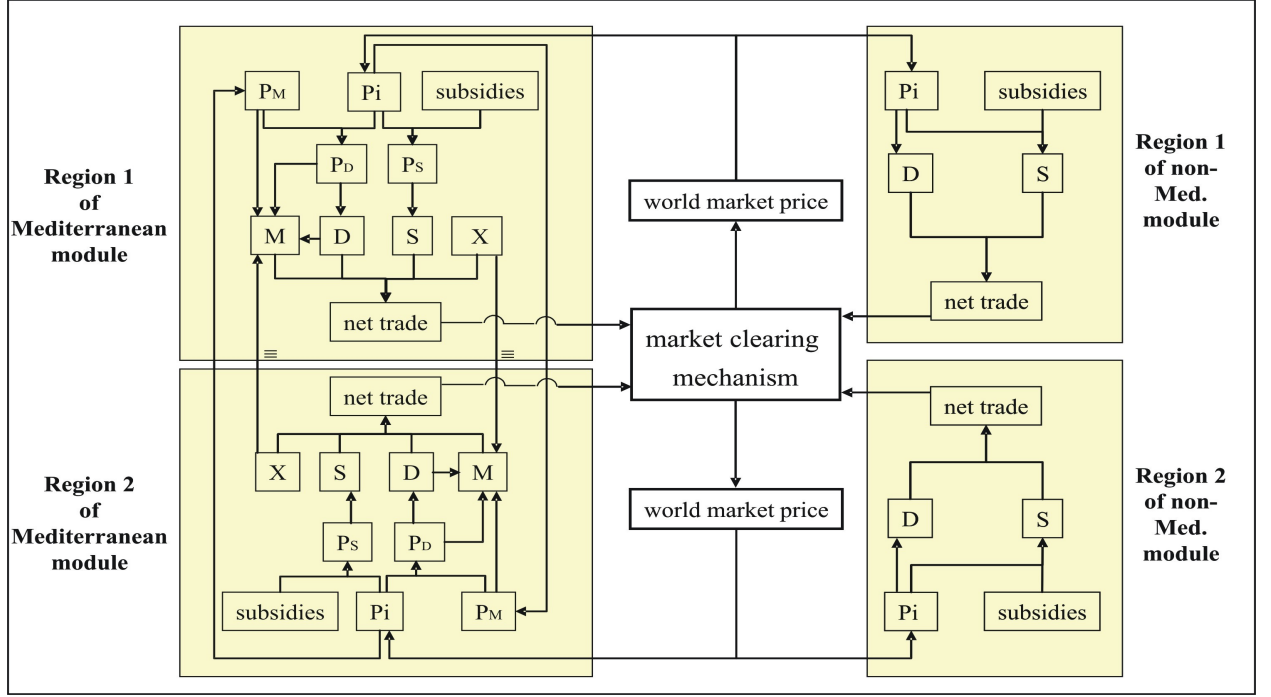 Region 1
of
Mediterranean
module
PM
Pi
subsidies
PD
PS
M
D
S
X
net trade
≡
≡
Region 2
of
Mediterranean
module
net trade
X
S
D
M
PS
PD
subsidies
Pi
PM
world market price
market clearing
mechanism
world market price
Pi
subsidies
D
S
net trade
Region 1
of non-
Med.
module
net trade
D
S
Pi
subsidies
Region 2
of non-
Med.
module